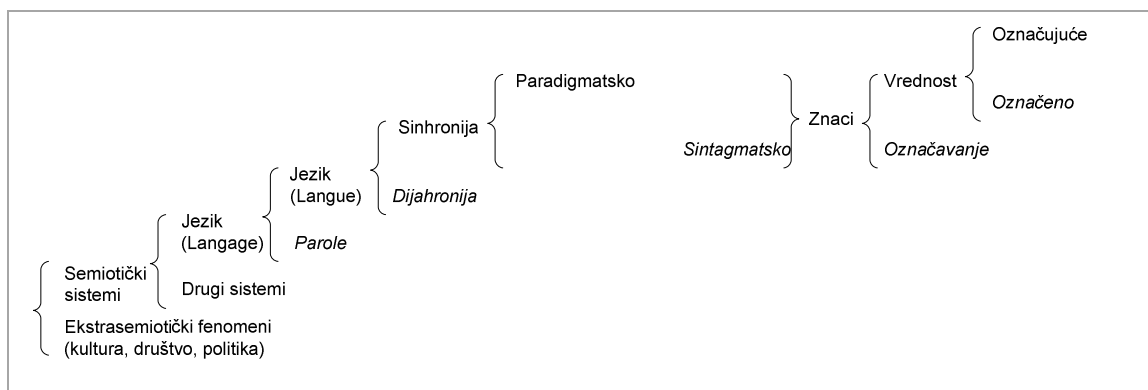 Označujuće
Paradigmatsko
Vrednost
Označeno
Znaci
Sinhronija
Sintagmatsko
Označavanje
Jezik
(Langue)
Dijahronija
Jezik
(Langage)
Parole
Semiotički
sistemi
Drugi sistemi
Ekstrasemiotički fenomeni
(kultura, društvo, politika)